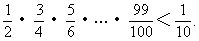 1/2 · 3/4 · 5/6 · … · 99/100 < 1/10.